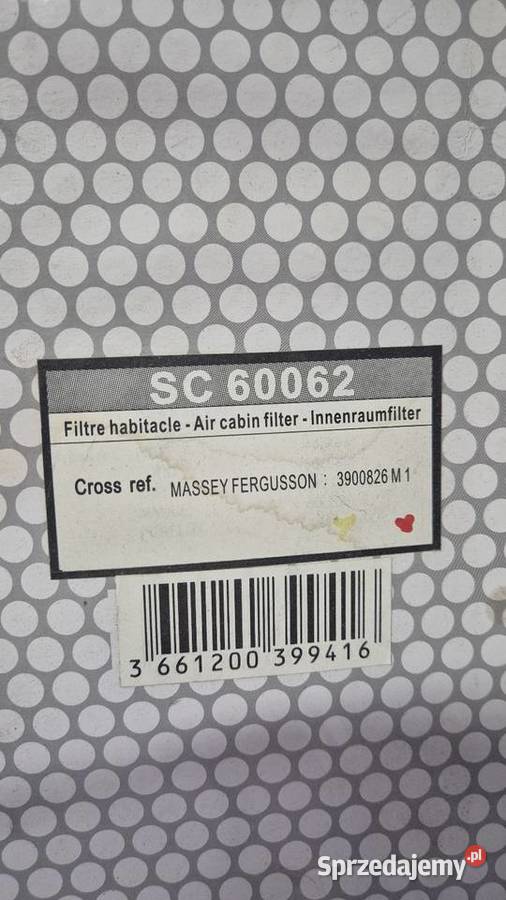 SC 60062
Filtre habitacle - Air cabin filter - Innenraumfilter
Cross ref. MASSEY FERGUSSON : 3900826 M 1
3 661200 399416
Sprzedajemy.pl